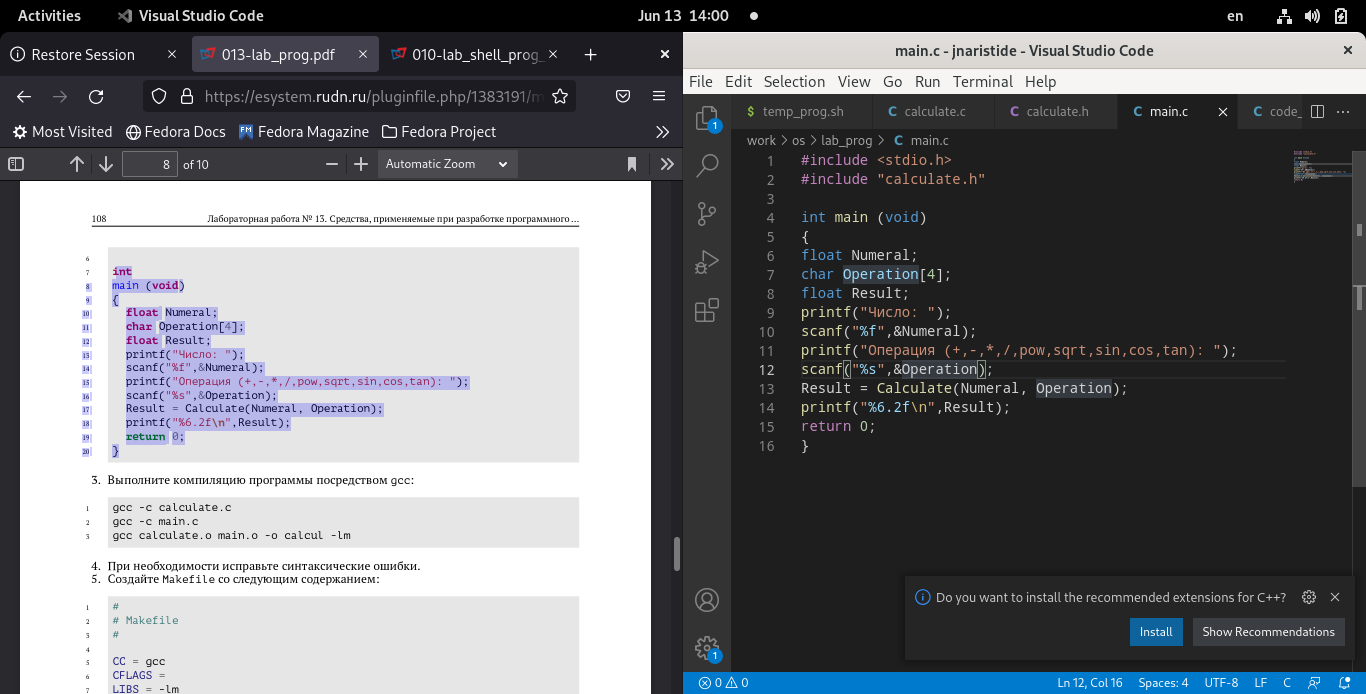 Activities
Visual Studio Code
Jun 13 14:00
en
Restore Session
013-lab_prog.pdf
010-lab_shell_prog_
https://esystem.rudn.ru/pluginfile.php/1383191/m
Most Visited
Fedora Docs
Fedora Magazine
Fedora Project
8
of 10
Automatic Zoom
108
Лабораторная работа № 13. Средства, применяемые при разработке программного ...
6
7 int
8 main (void)
9 {
10 float Numeral;
11 char Operation[4];
12 float Result;
13 printf("Число: ");
14 scanf("%f",&Numeral);
15 printf("Операция (+,-,*,/,pow,sqrt,sin,cos,tan): ");
16 scanf("%s",&Operation);
17 Result = Calculate(Numeral, Operation);
18 printf("%6.2f\n",Result);
19 return 0;
20 }
3. Выполните компиляцию программы посредством gcc:
1 gcc -c calculate.c
2 gcc -c main.c
3 gcc calculate.o main.o -o calcul -lm
4. При необходимости исправьте синтаксические ошибки.
5. Создайте Makefile со следующим содержанием:
1 #
2 # Makefile
3 #
4
5 CC = gcc
6 CFLAGS =
7 LIBS = -lm
main.c - jnaristide - Visual Studio Code
File Edit Selection View Go Run Terminal Help
temp_prog.sh
calculate.c
calculate.h
main.c
code_
work > os > lab_prog > C main.c
1 #include <stdio.h>
2 #include "calculate.h"
3
4 int main (void)
5 {
6 float Numeral;
7 char Operation[4];
8 float Result;
9 printf("Число: ");
10 scanf("%f",&Numeral);
11 printf("Операция (+,-,*,/,pow,sqrt,sin,cos,tan): ");
12 scanf("%s",&Operation);
13 Result = Calculate(Numeral, Operation);
14 printf("%6.2f\n",Result);
15 return 0;
16 }
Do you want to install the recommended extensions for C++?
Install
Show Recommendations
0 0
Ln 12, Col 16
Spaces: 4
UTF-8
LF
C